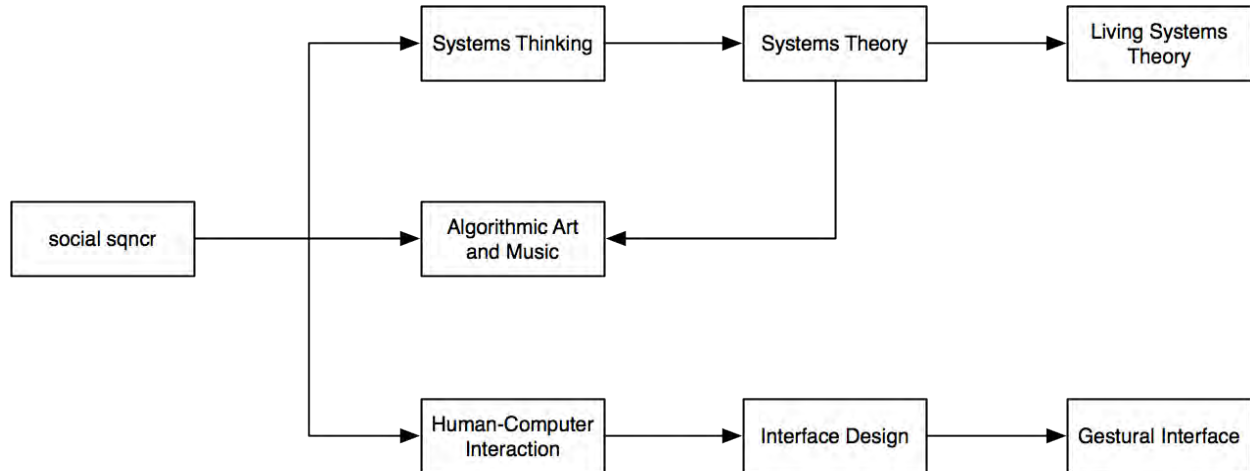 Systems Thinking
Systems Theory
Living Systems
Theory
social sqncr
Algorithmic Art
and Music
Human-Computer
Interaction
Interface Design
Gestural Interface